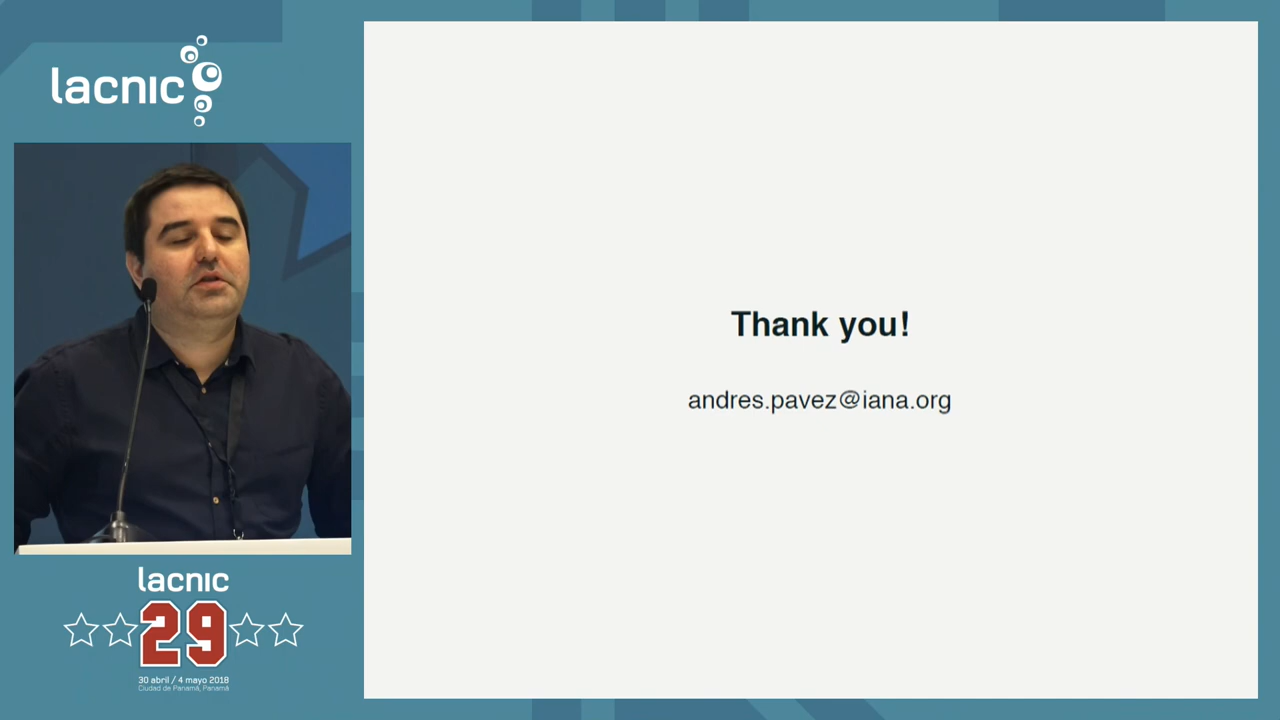 lacnic
Thank you!
andres.pavez@iana.org
lacnic
29
30 abril / 4 mayo 2018
Ciudad de Panamá, Panamá